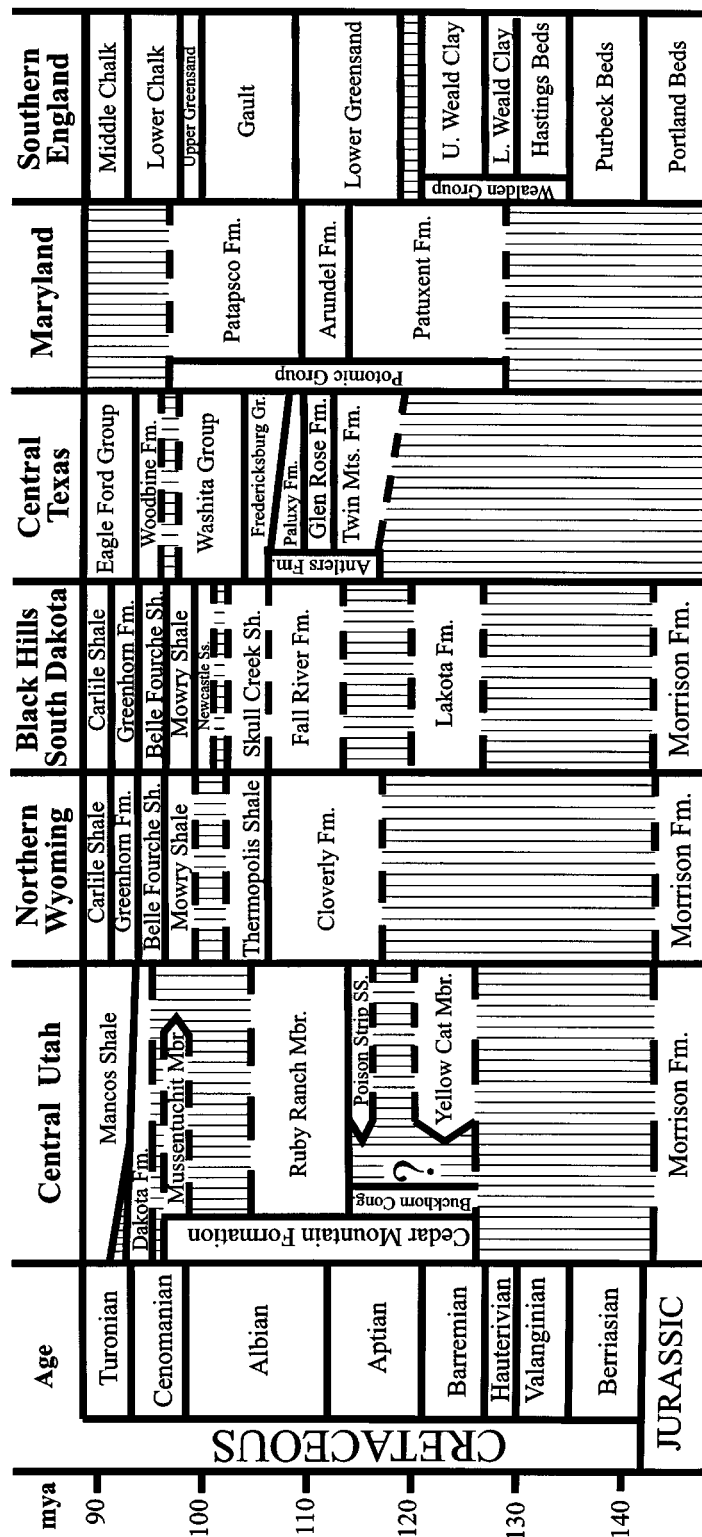 mya
90
100
110
120
130
140
Age
CRETACEOUS
Turonian
Cenomanian
Albian
Aptian
Barremian
Hauterivian
Valanginian
Berriasian
JURASSIC
Central Utah
Mancos Shale
Dakota Fm.
Mussentuchit Mbr.
Ruby Ranch Mbr.
Poison Strip SS.
Yellow Cat Mbr.
?
Buckhorn Cong.
Cedar Mountain Formation
Morrison Fm.
Northern
Wyoming
Carlile Shale
Greenhorn Fm.
Belle Fourche Sh.
Mowry Shale
Thermopolis Shale
Cloverly Fm.
Morrison Fm.
Black Hills
South Dakota
Carlile Shale
Greenhorn Fm.
Belle Fourche Sh.
Mowry Shale
Newcastle Ss.
Skull Creek Sh.
Fall River Fm.
Lakota Fm.
Morrison Fm.
Central
Texas
Eagle Ford Group
Woodbine Fm.
Washita Group
Fredericksburg Gr.
Paluxy Fm.
Glen Rose Fm.
Twin Mts. Fm.
Antlers Fm.
Maryland
Patapsco Fm.
Arundel Fm.
Patuxent Fm.
Potomic Group
Southern
England
Middle Chalk
Lower Chalk
Upper Greensand
Gault
Lower Greensand
U. Weald Clay
L. Weald Clay
Hastings Beds
Wealden Group
Purbeck Beds
Portland Beds